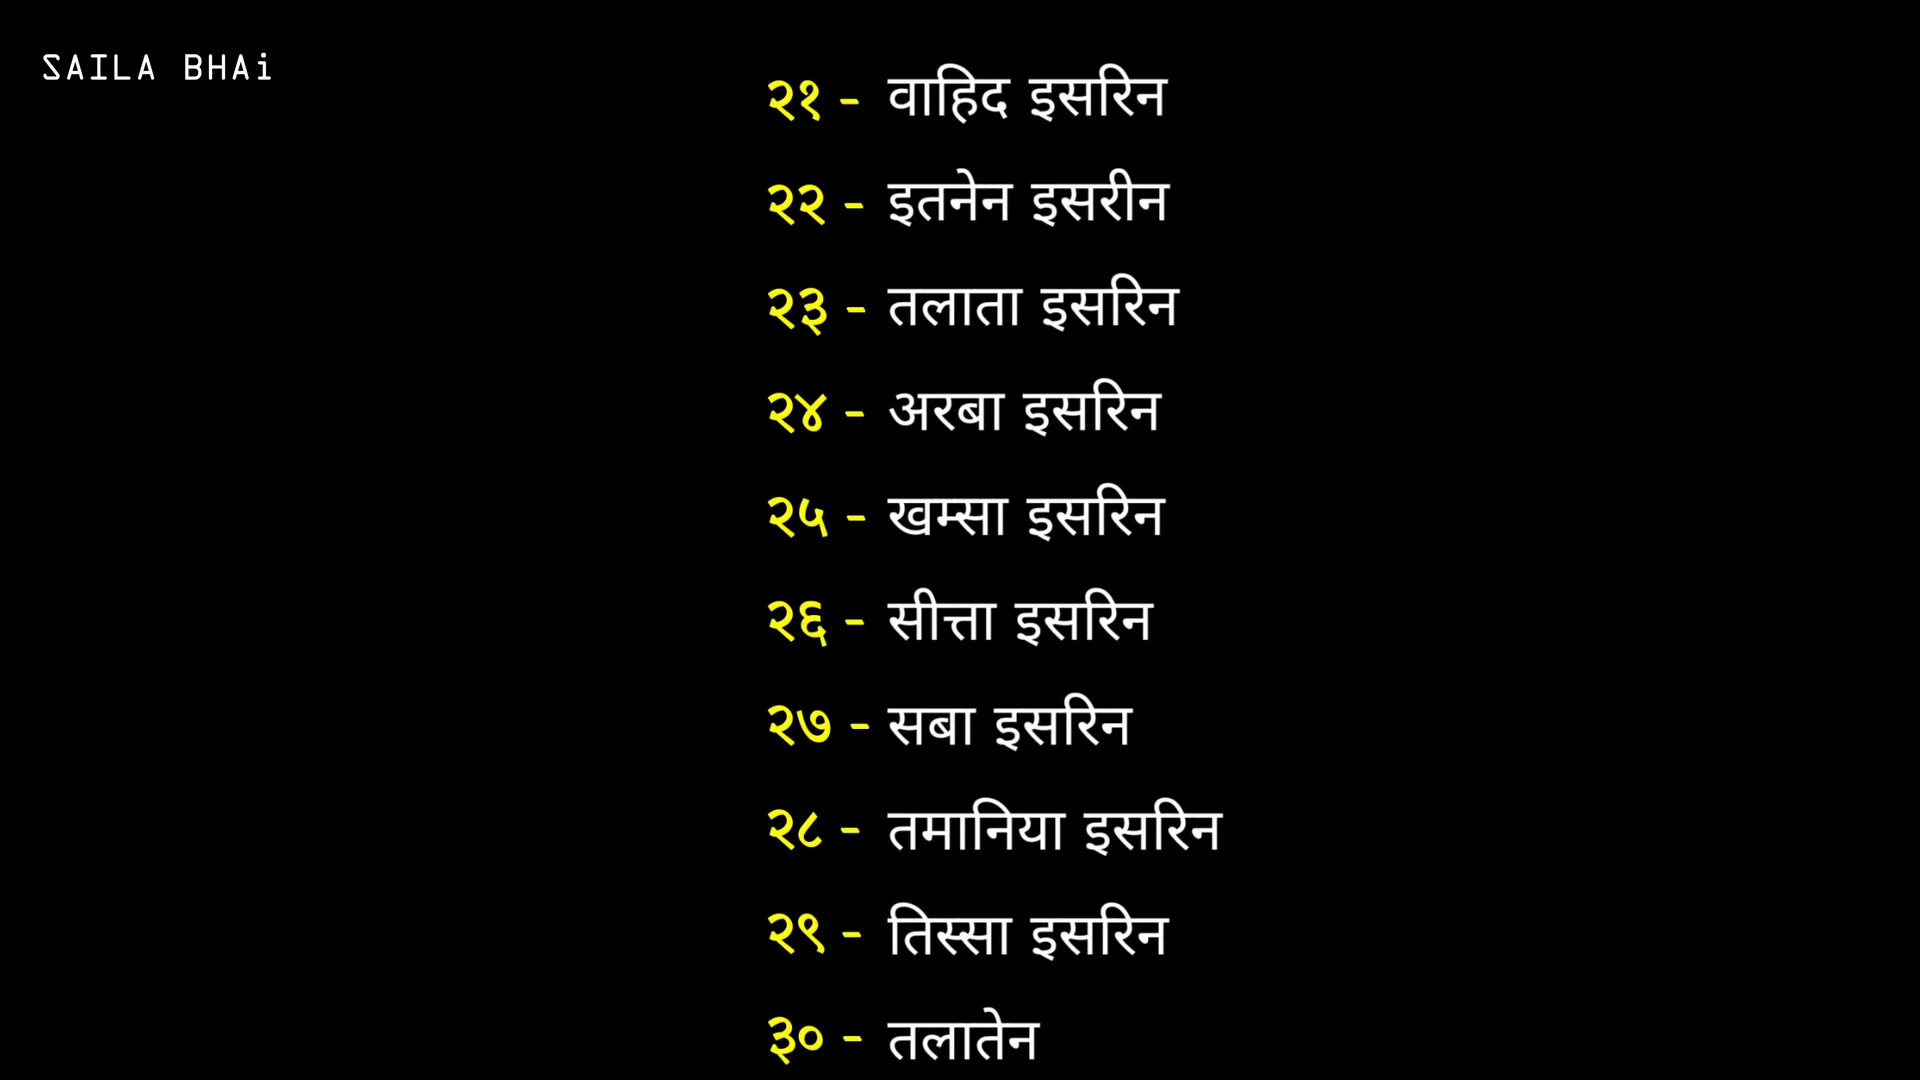 SAILA BHAi
२१ - वाहिद इसरिन
२२ - इतनेन इसरीन
२३ - तलाता इसरिन
२४ - अरबा इसरिन
२५ - खम्सा इसरिन
२६ - सीत्ता इसरिन
२७ - सबा इसरिन
२८ - तमानिया इसरिन
२९ - तिस्सा इसरिन
३० - तलातेन